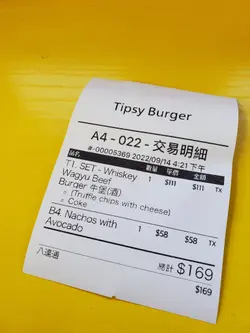 Tipsy Burger
A4 - 022 - 交易明細
#-00005369 2022/09/14 4:21 下午
品名 數量 單價 金額
T1. SET - Whiskey 1 $111 $111 TX
Wagyu Beef
Burger 牛堡(酒)
○ (Truffle chips with cheese)
○ Coke
B4. Nachos with 1 $58 $58 TX
Avocado
八達通 總計 $169
$169